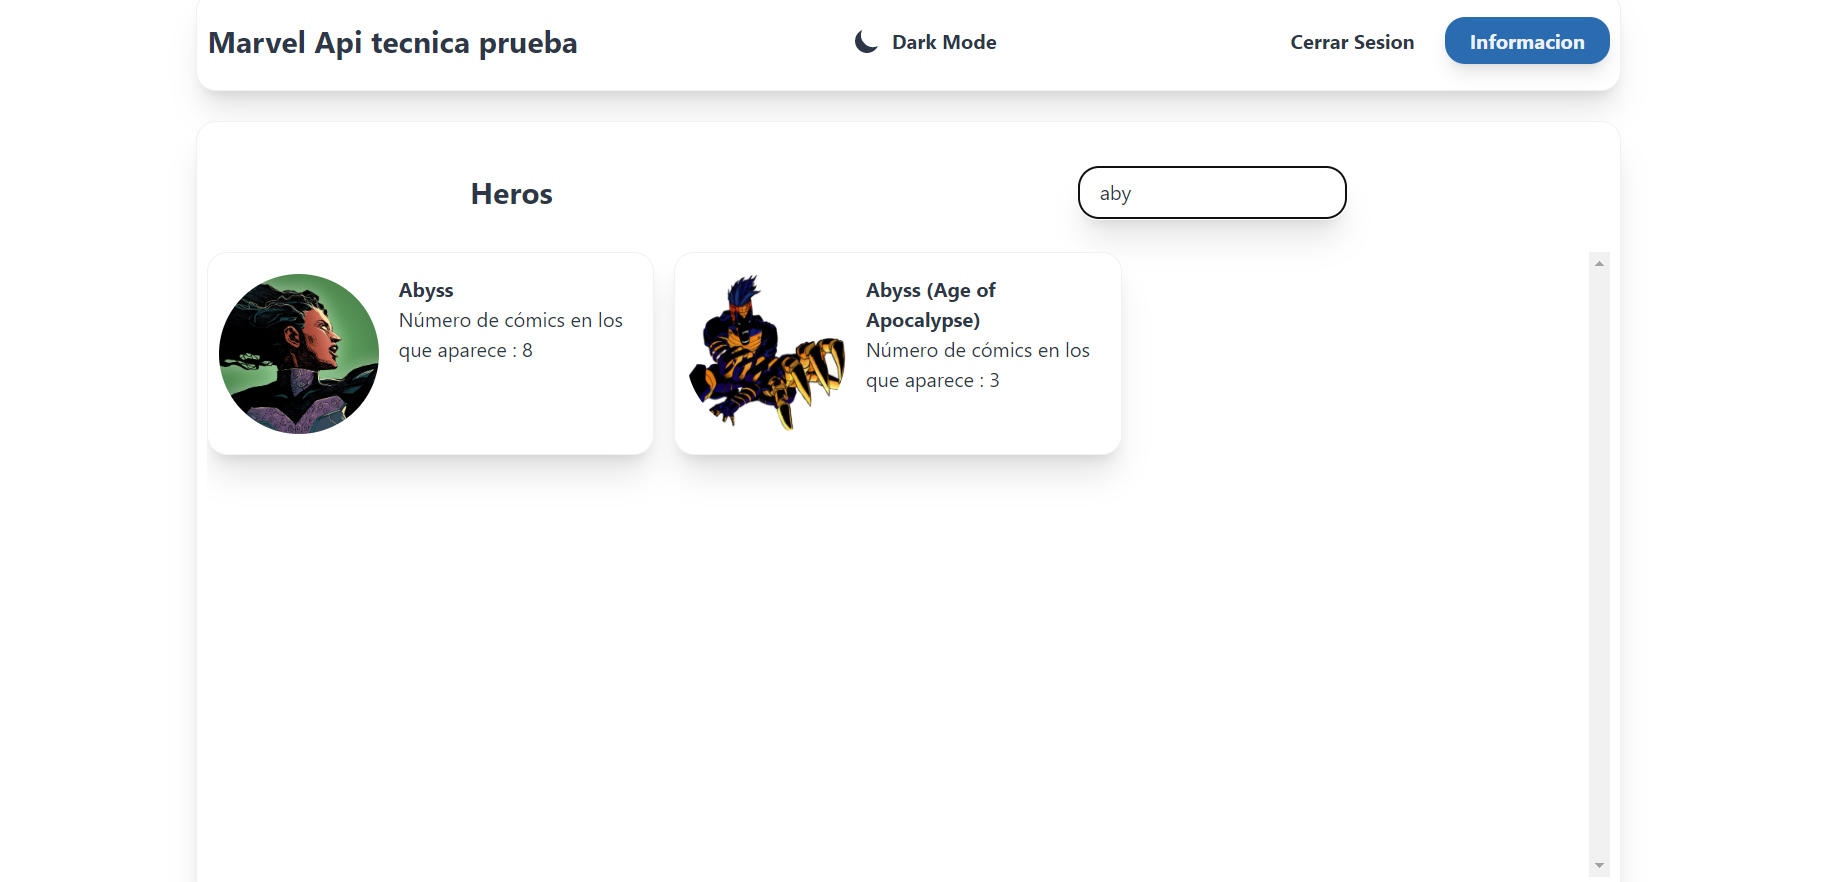 Marvel Api tecnica prueba
Dark Mode
Cerrar Sesion
Informacion
Heros
aby
Abyss
Número de cómics en los
que aparece : 8
Abyss (Age of
Apocalypse)
Número de cómics en los
que aparece : 3